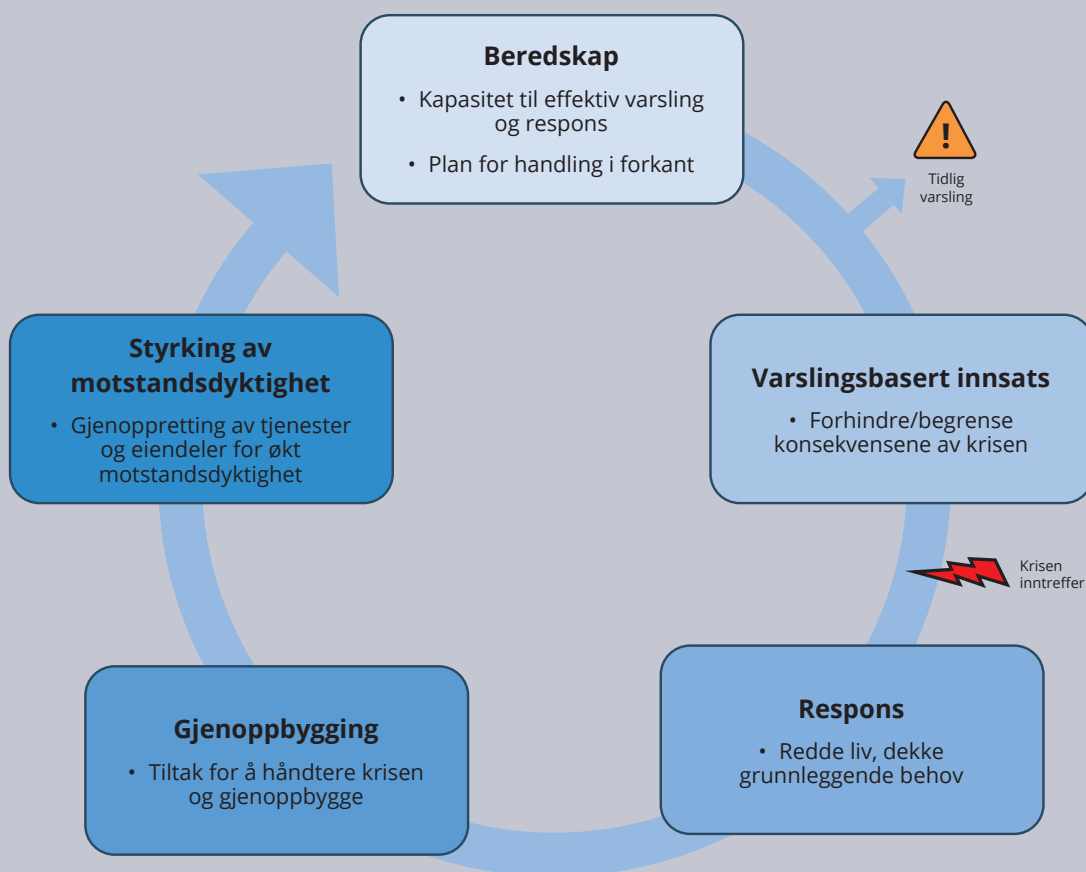 Beredskap
• Kapasitet til effektiv varsling
og respons
• Plan for handling i forkant
!
Tidlig
varsling
Varslingsbasert innsats
• Forhindre/begrense
konsekvensene av krisen
Krisen
inntreffer
Respons
• Redde liv, dekke
grunnleggende behov
Gjenoppbygging
• Tiltak for å håndtere krisen
og gjenoppbygge
Styrking av
motstandsdyktighet
• Gjenoppretting av tjenester
og eiendeler for økt
motstandsdyktighet